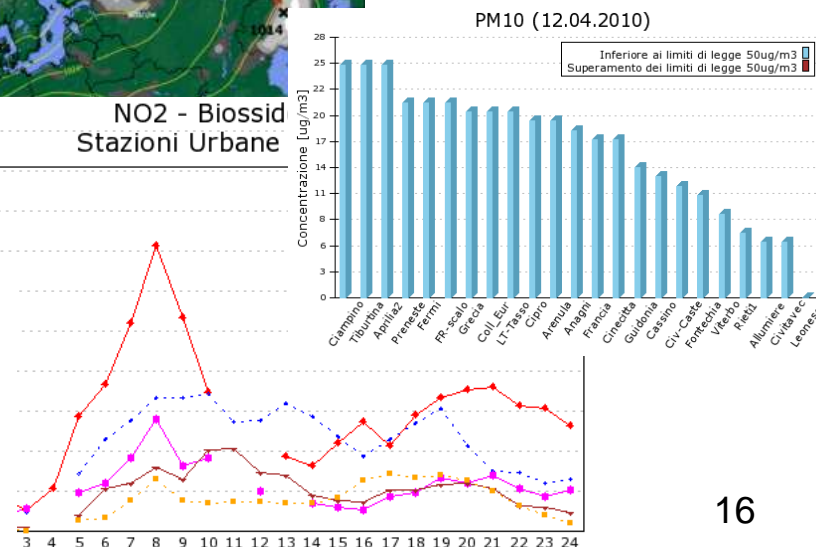 1014
PM10 (12.04.2010)
Inferiore ai limiti di legge 50ug/m3
Superamento dei limiti di legge 50ug/m3
Concentrazione [ug/m3]
28
25
22
20
17
14
11
8
6
3
0
Ciampino
Tiburtina
Aprilia2
Preneste
Fermi
FR-scalo
Grecia
Coll_Eur
LT-Tasso
Cipro
Arenula
Anagni
Francia
Cinecitta
Guidonia
Cassino
Civ-Caste
Fontechia
Viterbo
Rieti1
Allumiere
Civitavec
NO2 - Biossid
Stazioni Urbane
3 4 5 6 7 8 9 10 11 12 13 14 15 16 17 18 19 20 21 22 23 24
16